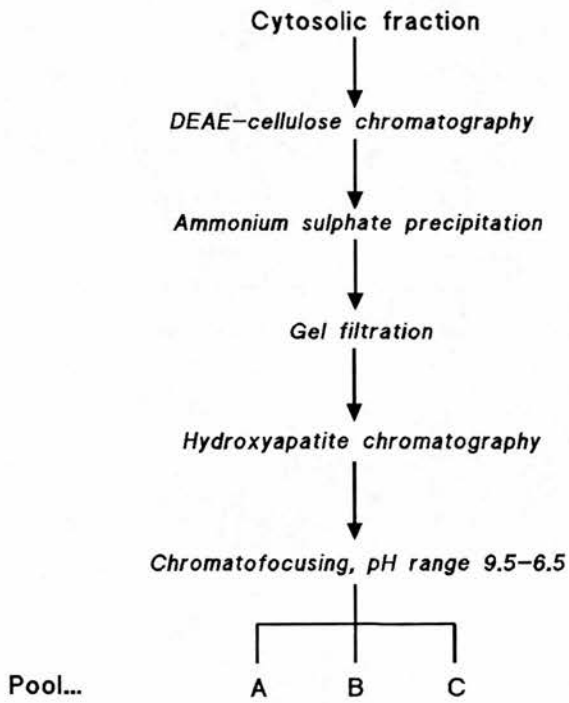 Cytosolic fraction
DEAE-cellulose chromatography
Ammonium sulphate precipitation
Gel filtration
Hydroxyapatite chromatography
Chromatofocusing, pH range 9.5-6.5
Pool... A B C